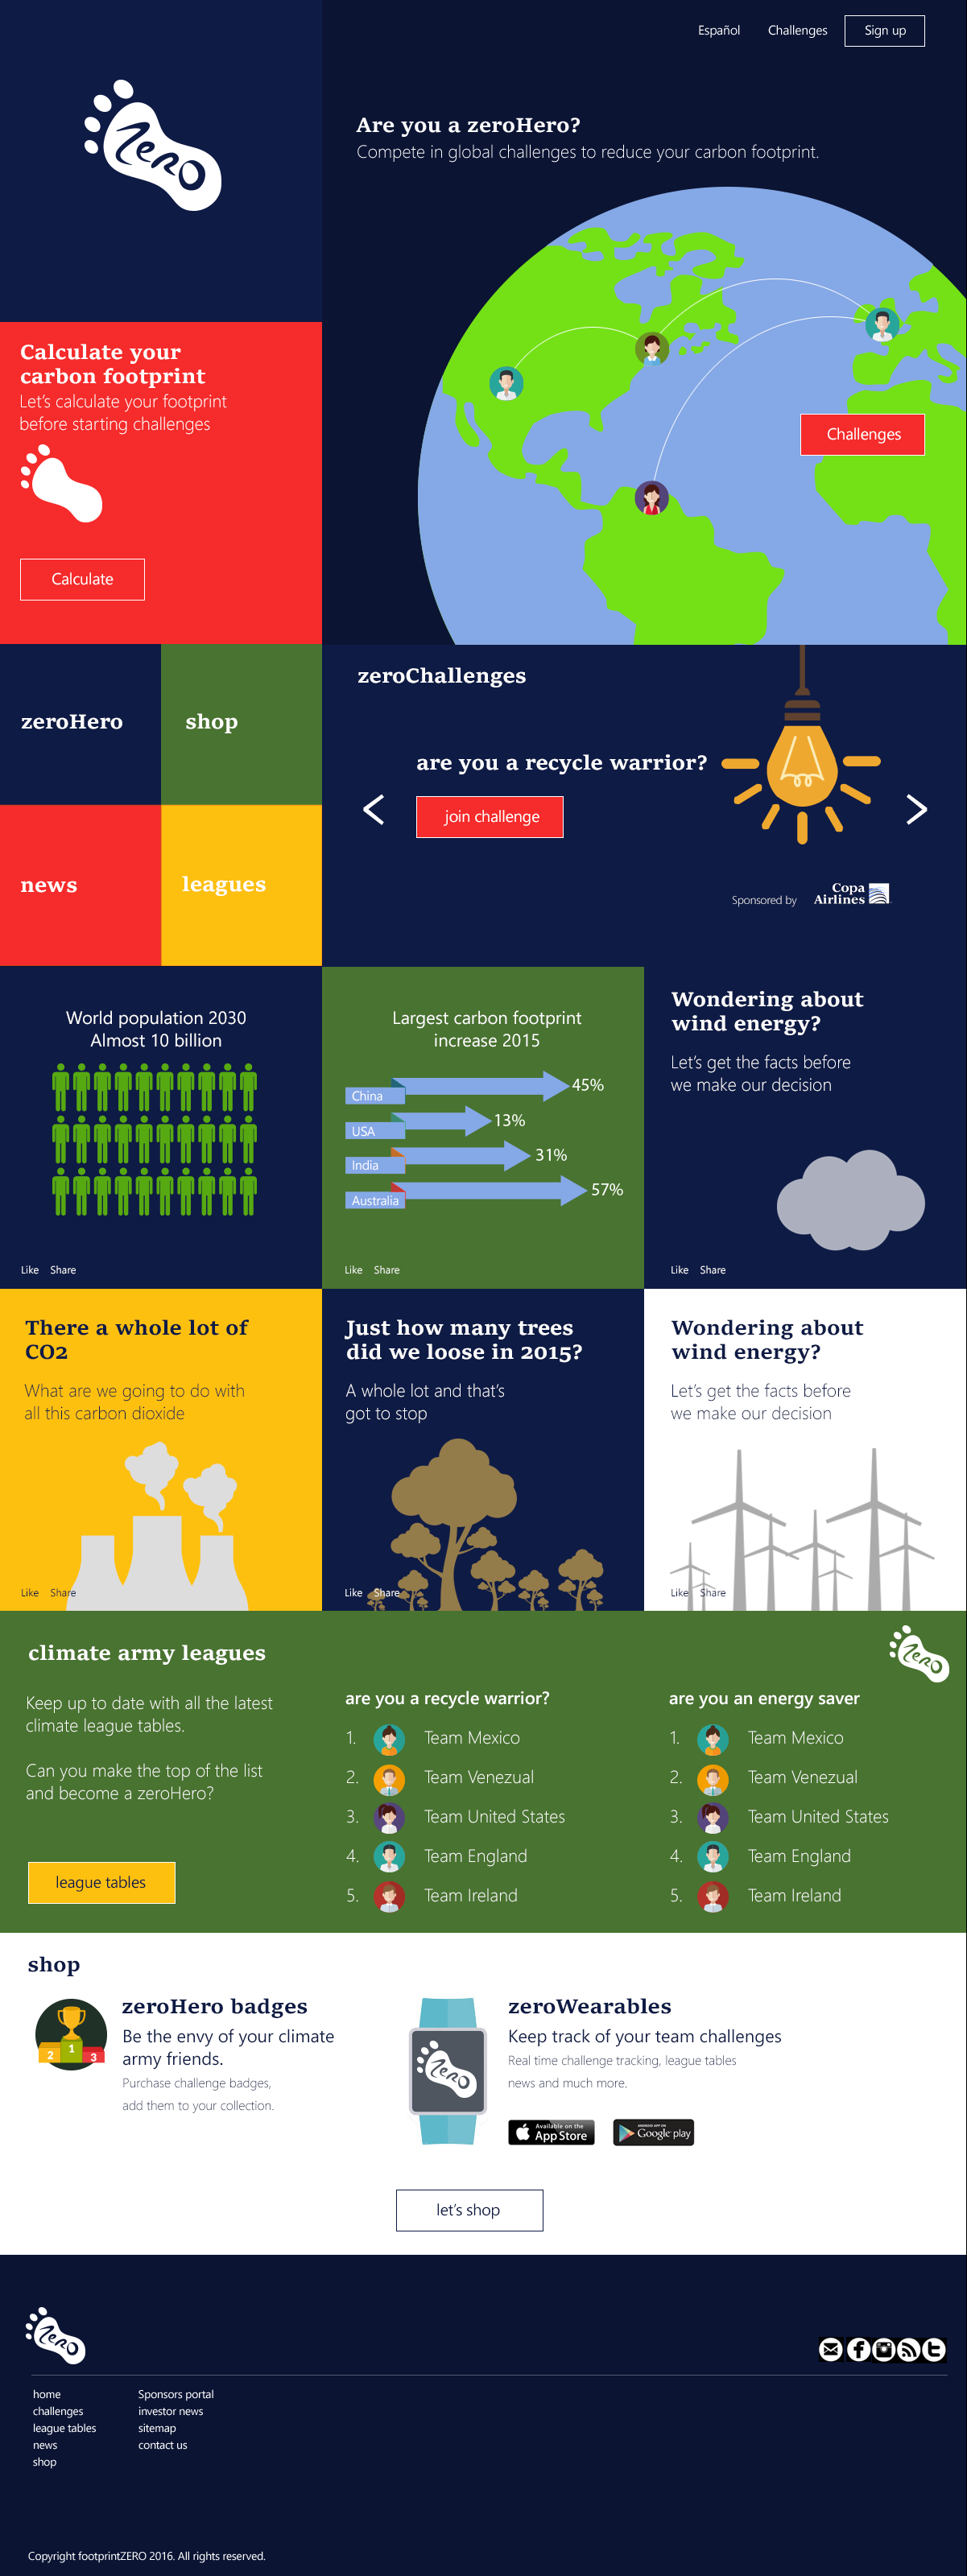 Español Challenges Sign up
zero
Are you a zeroHero?
Compete in global challenges to reduce your carbon footprint.
Calculate your
carbon footprint
Let's calculate your footprint
before starting challenges
Calculate
Challenges
zeroHero
shop
news
leagues
zeroChallenges
are you a recycle warrior?
join challenge
Sponsored by
Copa
Airlines
World population 2030
Almost 10 billion
Like Share
Largest carbon footprint
increase 2015
China 45%
USA 13%
India 31%
Australia 57%
Like Share
Wondering about
wind energy?
Let's get the facts before
we make our decision
Like Share
There a whole lot of
CO2
What are we going to do with
all this carbon dioxide
Like Share
Just how many trees
did we loose in 2015?
A whole lot and that's
got to stop
Like Share
Wondering about
wind energy?
Let's get the facts before
we make our decision
Like Share
climate army leagues
Keep up to date with all the latest
climate league tables.
Can you make the top of the list
and become a zeroHero?
league tables
zero
are you a recycle warrior?
1. Team Mexico
2. Team Venezual
3. Team United States
4. Team England
5. Team Ireland
are you an energy saver
1. Team Mexico
2. Team Venezual
3. Team United States
4. Team England
5. Team Ireland
shop
2 1 3
zeroHero badges
Be the envy of your climate
army friends.
Purchase challenge badges,
add them to your collection.
zero
zeroWearables
Keep track of your team challenges
Real time challenge tracking, league tables
news and much more.
Available on the
App Store
ANDROID APP ON
Google play
let's shop
zero
home
challenges
league tables
news
shop
Sponsors portal
investor news
sitemap
contact us
Copyright footprintZERO 2016. All rights reserved.